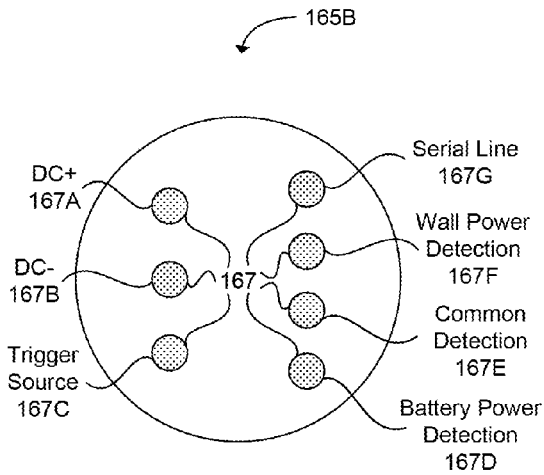 165B
DC+
167A
DC-
167B
Trigger
Source
167C
167
Serial Line
167G
Wall Power
Detection
167F
Common
Detection
167E
Battery Power
Detection
167D